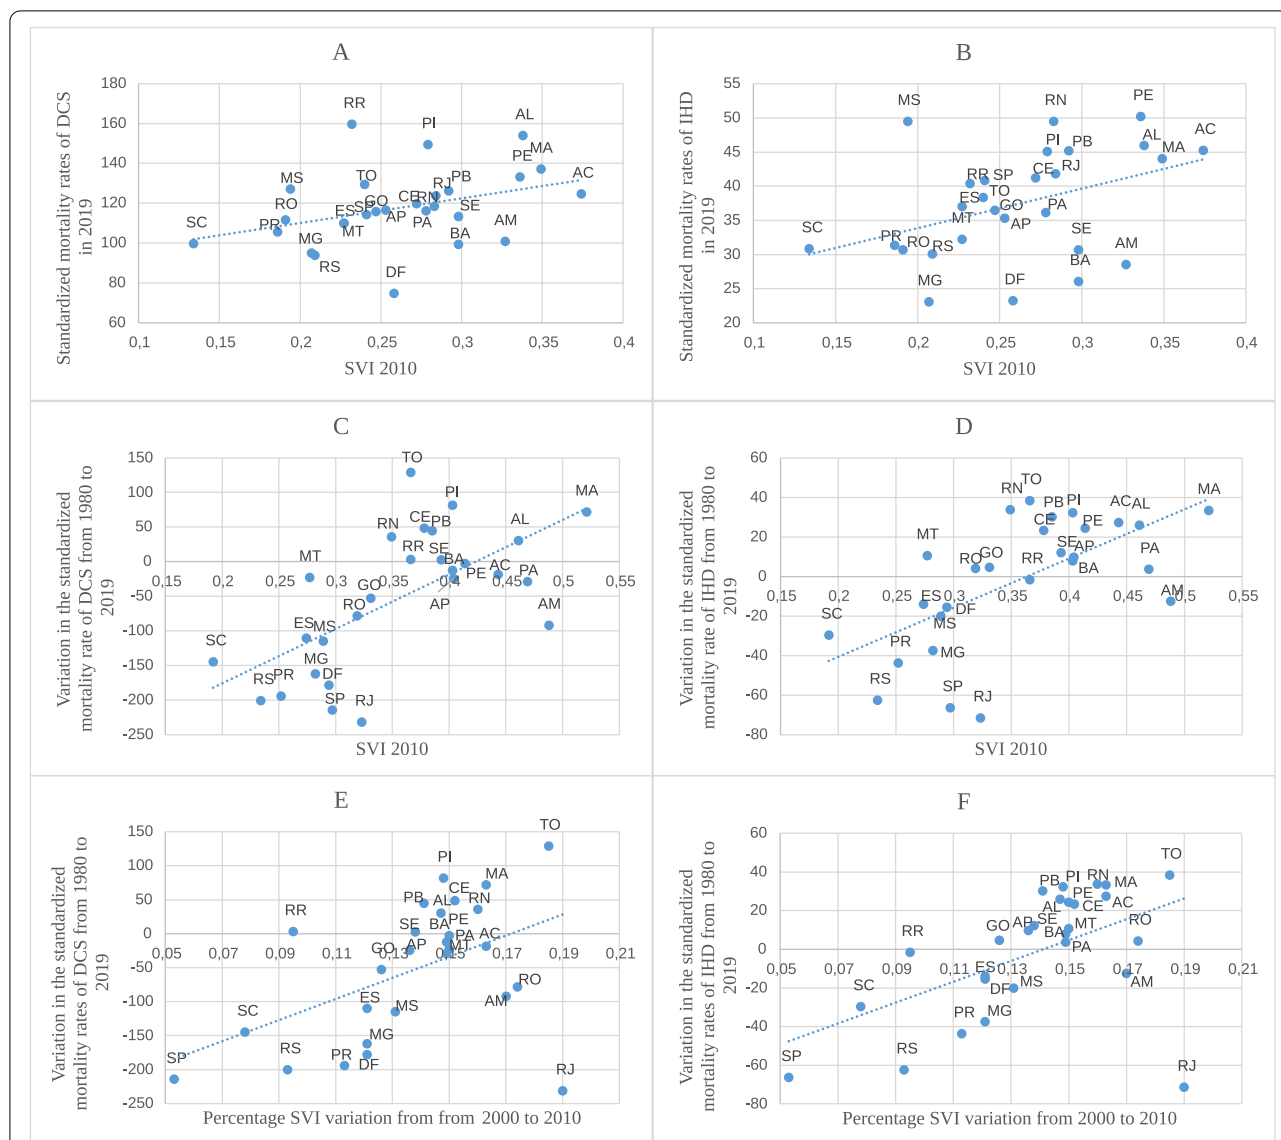 A
Standardized mortality rates of DCS
in 2019
180
160
140
120
100
80
60
RR
AL
PI
PE
MA
MS
TO
RJ
PB
AC
RO
ES
SP
GO
CE
RN
SC
PR
MT
AP
PA
SE
MG
BA
AM
RS
DF
0,1
0,2
0,25
0,3
0,35
0,4
SVI 2010
B
Standardized mortality rates of IHD
in 2019
55
50
45
40
35
30
25
20
MS
RN
PE
PI
PB
AL
MA
AC
RR
SP
CE
RJ
ES
TO
GO
PA
MT
AP
SC
PR
RO
RS
SE
BA
AM
MG
DF
0,1
0,2
0,25
0,3
0,35
0,4
SVI 2010
C
Variation in the standardized
mortality rate of DCS from 1980 to
2019
150
100
50
0
-50
-100
-150
-200
-250
TO
PI
MA
RN
CE
PB
AL
MT
RR
SE
BA
PE
AC
PA
GO
RO
AP
AM
SC
ES
MS
RS
PR
MG
DF
SP
RJ
0,15
0,2
0,25
0,3
0,35
0,4
0,45
0,5
0,55
SVI 2010
D
Variation in the standardized
mortality rate of IHD from 1980 to
2019
60
40
20
0
-20
-40
-60
-80
RN
TO
PB
PI
AC
AL
MA
CE
PE
MT
RO
GO
RR
SE
AP
BA
PA
AM
SC
ES
DF
MS
PR
MG
RS
SP
RJ
0,15
0,2
0,25
0,3
0,35
0,4
0,45
0,5
0,55
SVI 2010
E
Variation in the standardized
mortality rates of DCS from 1980 to
2019
150
100
50
0
-50
-100
-150
-200
-250
TO
PI
MA
PB
AL
CE
RN
RR
SE
BA
PE
GO
AP
PA
AC
MT
RO
AM
ES
MS
SC
MG
SP
RS
PR
DF
RJ
0,05
0,07
0,09
0,11
0,13
0,15
0,17
0,19
0,21
Percentage SVI variation from from 2000 to 2010
F
Variation in the standardized
mortality rates of IHD from 1980 to
2019
60
40
20
0
-20
-40
-60
-80
TO
PB
PI
RN
MA
AL
PE
CE
AC
GO
AP
SE
MT
RO
RR
BA
PA
AM
SC
ES
DF
MS
PR
MG
SP
RS
RJ
0,05
0,07
0,09
0,11
0,13
0,15
0,17
0,19
0,21
Percentage SVI variation from 2000 to 2010